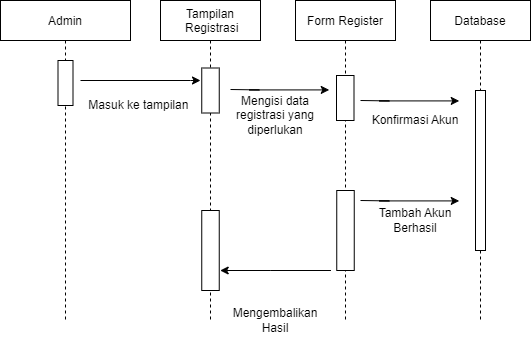 Admin
Tampilan
Registrasi
Form Register
Database
Masuk ke tampilan
Mengisi data
registrasi yang
diperlukan
Konfirmasi Akun
Tambah Akun
Berhasil
Mengembalikan
Hasil